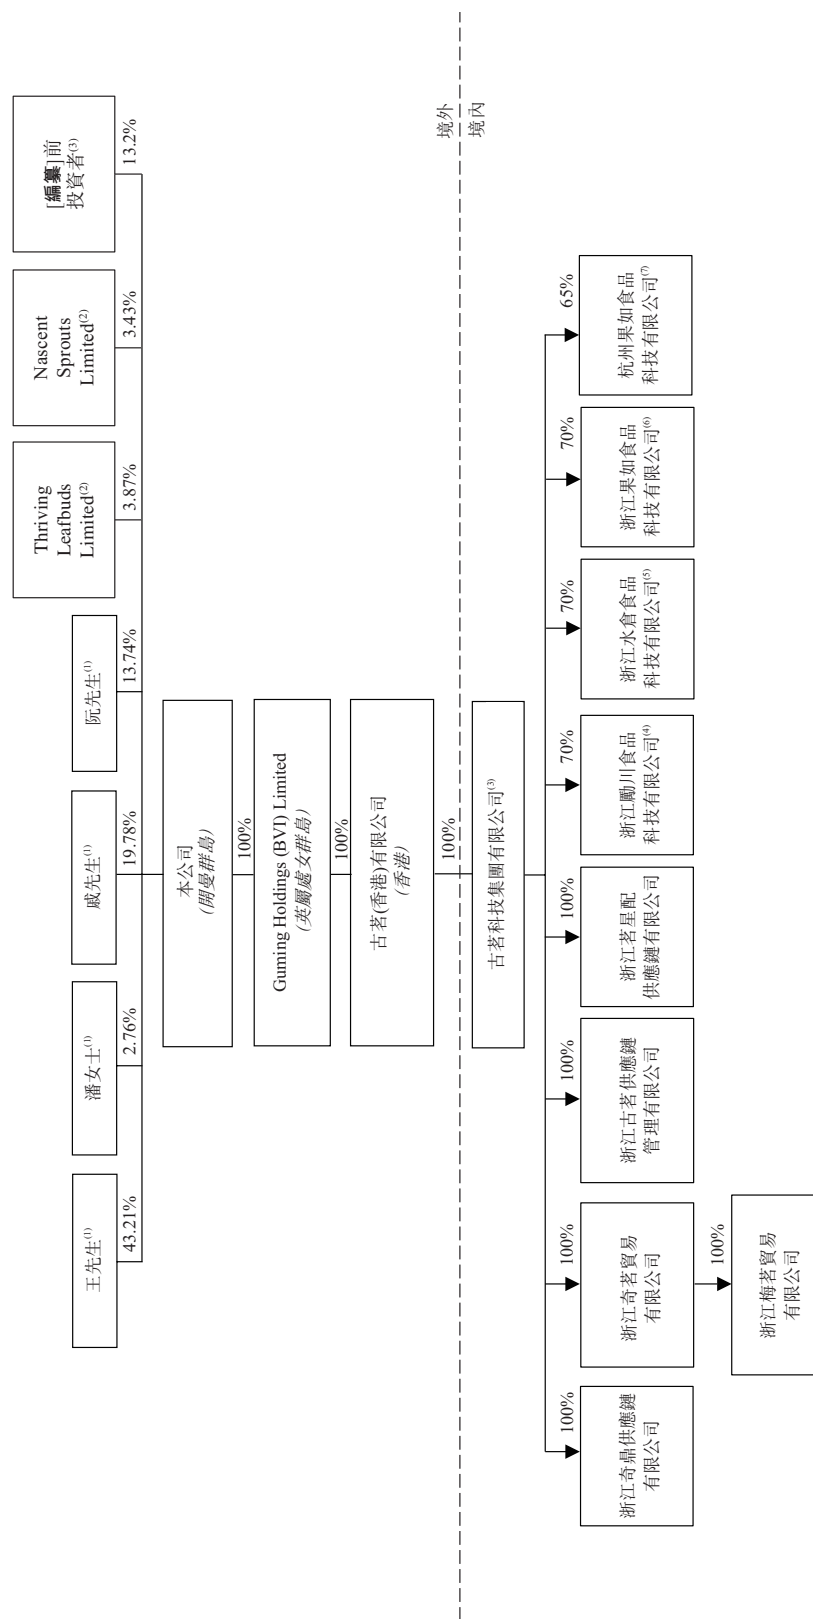 王先生(1)
潘女士(1)
戚先生(1)
阮先生(1)
Thriving
Leafbuds
Limited(2)
Nascent
Sprouts
Limited(2)
[編纂]前
投資者(3)
43.21%
2.76%
19.78%
13.74%
3.87%
3.43%
13.2%
本公司
(開曼群島)
100%
Guming Holdings (BVI) Limited
(英屬處女群島)
100%
古茗(香港)有限公司
(香港)
100%
境外
境內
古茗科技集團有限公司(3)
100%
100%
100%
100%
70%
70%
70%
65%
浙江奇鼎供應鏈
有限公司
浙江奇茗貿易
有限公司
浙江古茗供應鏈
管理有限公司
浙江茗星配
供應鏈有限公司
浙江勵川食品
科技有限公司(4)
浙江水倉食品
科技有限公司(5)
浙江果如食品
科技有限公司(6)
杭州果如食品
科技有限公司(7)
100%
浙江梅茗貿易
有限公司